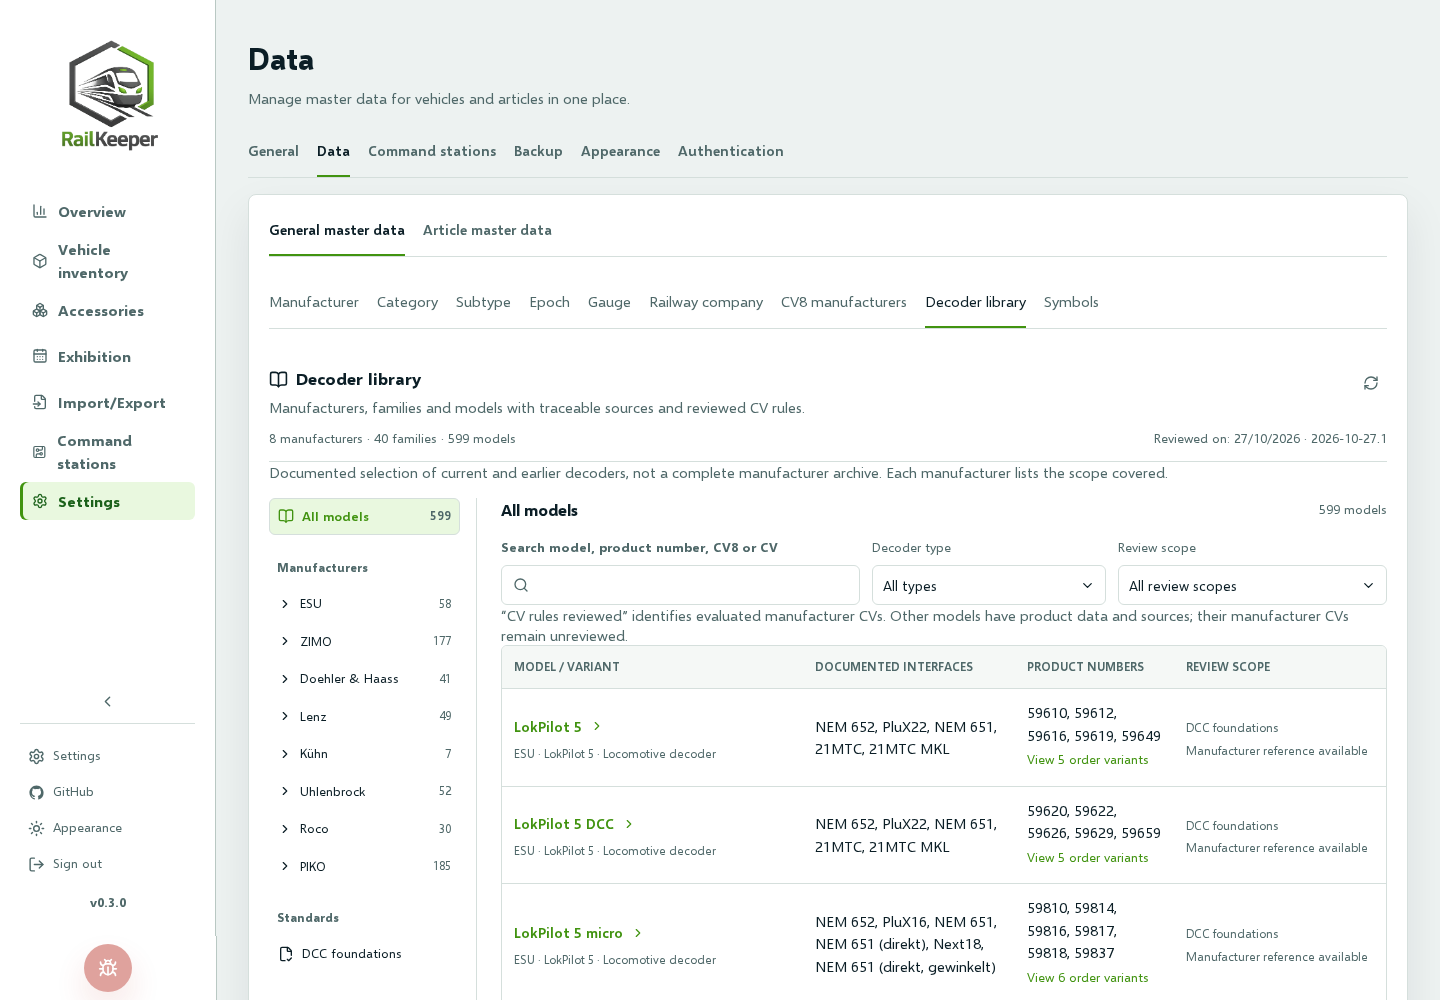 RailKeeper
Overview
Vehicle
inventory
Accessories
Exhibition
Import/Export
Command
stations
Settings
Settings
GitHub
Appearance
Sign out
v0.3.0
Data
Manage master data for vehicles and articles in one place.
General Data Command stations Backup Appearance Authentication
General master data Article master data
Manufacturer Category Subtype Epoch Gauge Railway company CV8 manufacturers Decoder library Symbols
Decoder library
Manufacturers, families and models with traceable sources and reviewed CV rules.
8 manufacturers · 40 families · 599 models Reviewed on: 27/10/2026 · 2026-10-27.1
Documented selection of current and earlier decoders, not a complete manufacturer archive. Each manufacturer lists the scope covered.
All models 599
Manufacturers
ESU 58
ZIMO 177
Doehler & Haass 41
Lenz 49
Kühn 7
Uhlenbrock 52
Roco 30
PIKO 185
Standards
DCC foundations
All models 599 models
Search model, product number, CV8 or CV Decoder type Review scope
All types All review scopes
“CV rules reviewed” identifies evaluated manufacturer CVs. Other models have product data and sources; their manufacturer CVs
remain unreviewed.
MODEL / VARIANT DOCUMENTED INTERFACES PRODUCT NUMBERS REVIEW SCOPE
LokPilot 5
ESU · LokPilot 5 · Locomotive decoder
NEM 652, PluX22, NEM 651,
21MTC, 21MTC MKL
59610, 59612,
59616, 59619, 59649
View 5 order variants
DCC foundations
Manufacturer reference available
LokPilot 5 DCC
ESU · LokPilot 5 · Locomotive decoder
NEM 652, PluX22, NEM 651,
21MTC, 21MTC MKL
59620, 59622,
59626, 59629, 59659
View 5 order variants
DCC foundations
Manufacturer reference available
LokPilot 5 micro
ESU · LokPilot 5 · Locomotive decoder
NEM 652, PluX16, NEM 651,
NEM 651 (direkt), Next18,
NEM 651 (direkt, gewinkelt)
59810, 59814,
59816, 59817,
59818, 59837
View 6 order variants
DCC foundations
Manufacturer reference available